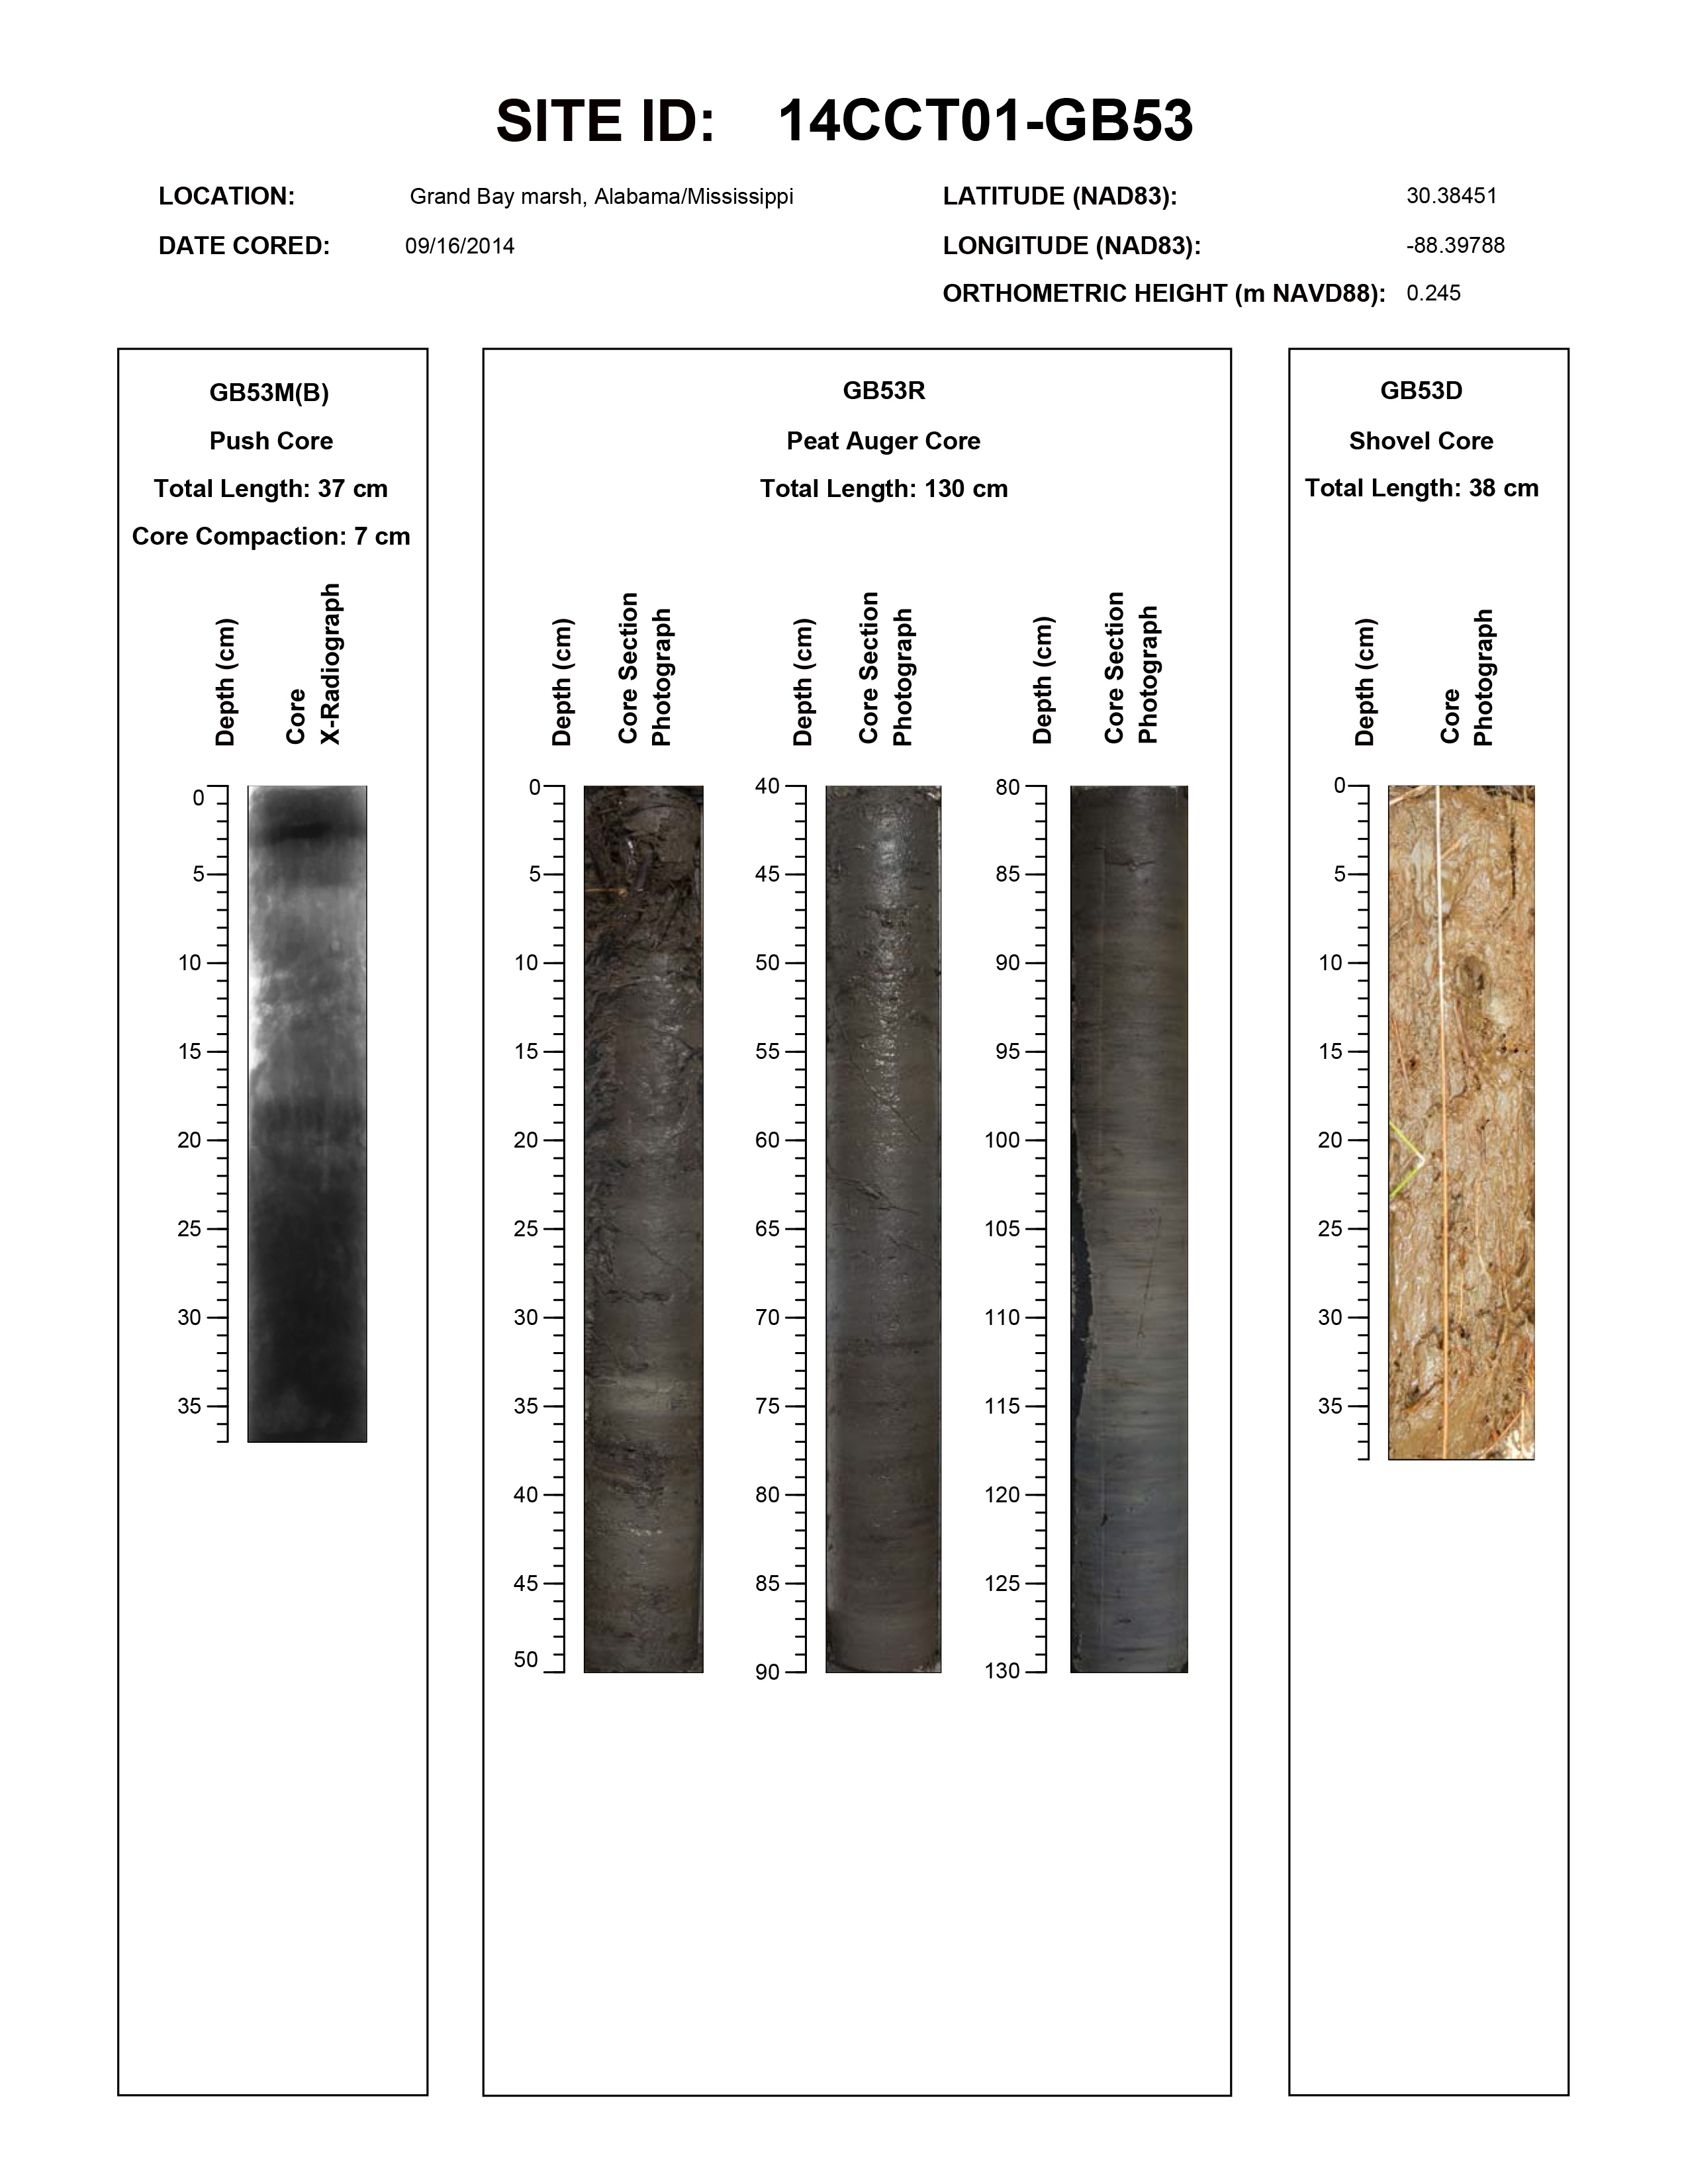 SITE ID: 14CCT01-GB53
LOCATION: Grand Bay marsh, Alabama/Mississippi
DATE CORED: 09/16/2014
LATITUDE (NAD83): 30.38451
LONGITUDE (NAD83): -88.39788
ORTHOMETRIC HEIGHT (m NAVD88): 0.245
GB53M(B)
Push Core
Total Length: 37 cm
Core Compaction: 7 cm
Depth (cm)
Core
X-Radiograph
0
5
10
15
20
25
30
35
GB53R
Peat Auger Core
Total Length: 130 cm
Depth (cm)
Core Section
Photograph
0
5
10
15
20
25
30
35
40
45
50
Depth (cm)
Core Section
Photograph
40
45
50
55
60
65
70
75
80
85
90
Depth (cm)
Core Section
Photograph
80
85
90
95
100
105
110
115
120
125
130
GB53D
Shovel Core
Total Length: 38 cm
Depth (cm)
Core
Photograph
0
5
10
15
20
25
30
35